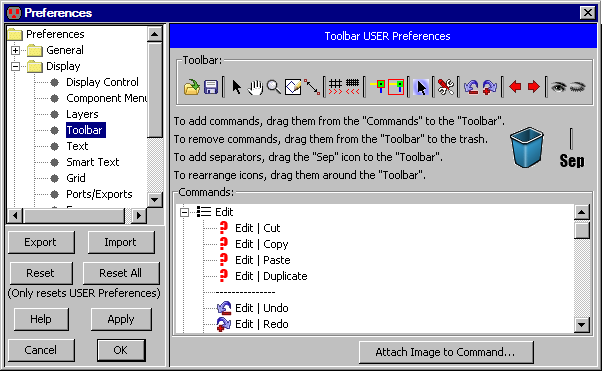 Preferences
Preferences
General
Display
Display Control
Component Menu
Layers
Toolbar
Text
Smart Text
Grid
Ports/Exports
Export
Import
Reset
Reset All
(Only resets USER Preferences)
Help
Apply
Cancel
OK
Toolbar USER Preferences
Toolbar:
To add commands, drag them from the "Commands" to the "Toolbar".
To remove commands, drag them from the "Toolbar" to the trash.
To add separators, drag the "Sep" icon to the "Toolbar".
To rearrange icons, drag them around the "Toolbar".
Sep
Commands:
Edit
Edit | Cut
Edit | Copy
Edit | Paste
Edit | Duplicate
---------------
Edit | Undo
Edit | Redo
Attach Image to Command...